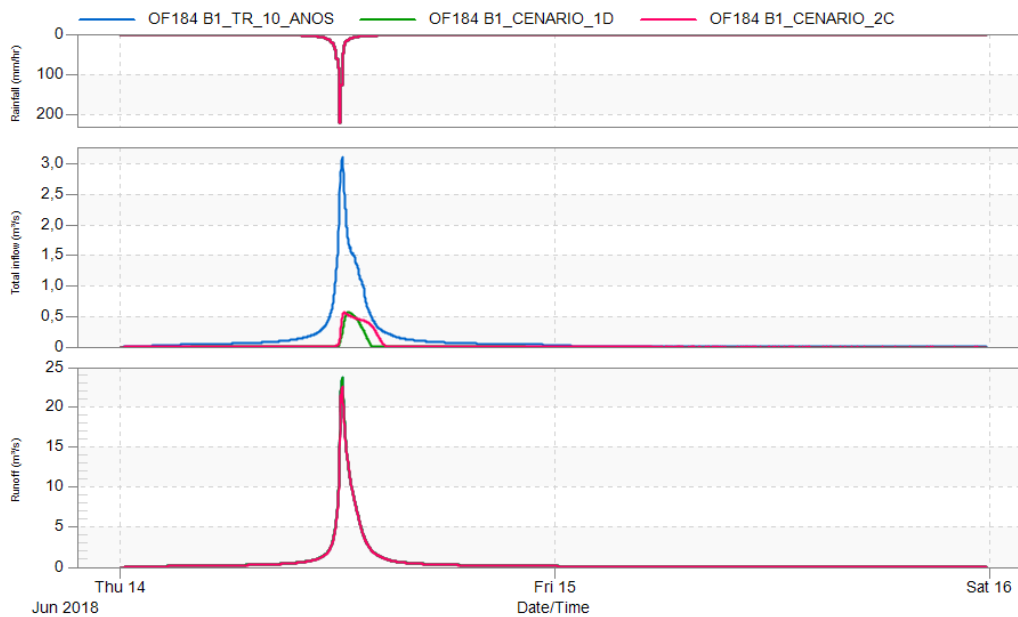 OF184 B1_TR_10_ANOS OF184 B1_CENARIO_1D OF184 B1_CENARIO_2C
Rainfall (mm/hr)
0
100
200
Total inflow (m³/s)
3,0
2,5
2,0
1,5
1,0
0,5
0
Runoff (m³/s)
25
20
15
10
5
0
Thu 14 Fri 15 Sat 16
Jun 2018 Date/Time